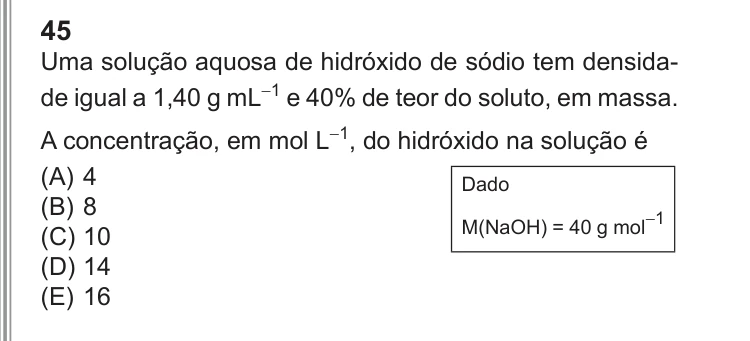 45
Uma solução aquosa de hidróxido de sódio tem densida-
de igual a 1,40 g mL⁻¹ e 40% de teor do soluto, em massa.
A concentração, em mol L⁻¹, do hidróxido na solução é
(A) 4
(B) 8
(C) 10
(D) 14
(E) 16
Dado
M(NaOH) = 40 g mol⁻¹